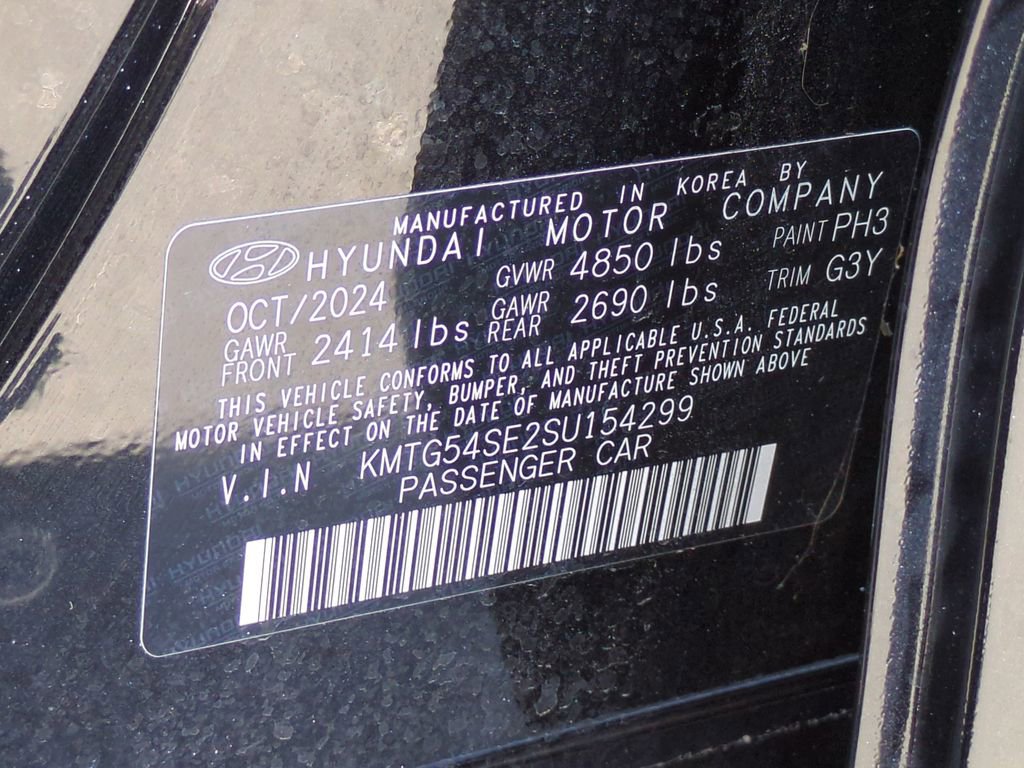 MANUFACTURED IN KOREA BY
HYUNDAI MOTOR COMPANY
OCT/2024 GVWR 4850 lbs PAINT PH3
GAWR FRONT 2414 lbs GAWR REAR 2690 lbs TRIM G3Y
THIS VEHICLE CONFORMS TO ALL APPLICABLE U.S.A. FEDERAL
MOTOR VEHICLE SAFETY, BUMPER, AND THEFT PREVENTION STANDARDS
IN EFFECT ON THE DATE OF MANUFACTURE SHOWN ABOVE
V.I.N KMTG54SE2SU154299
PASSENGER CAR